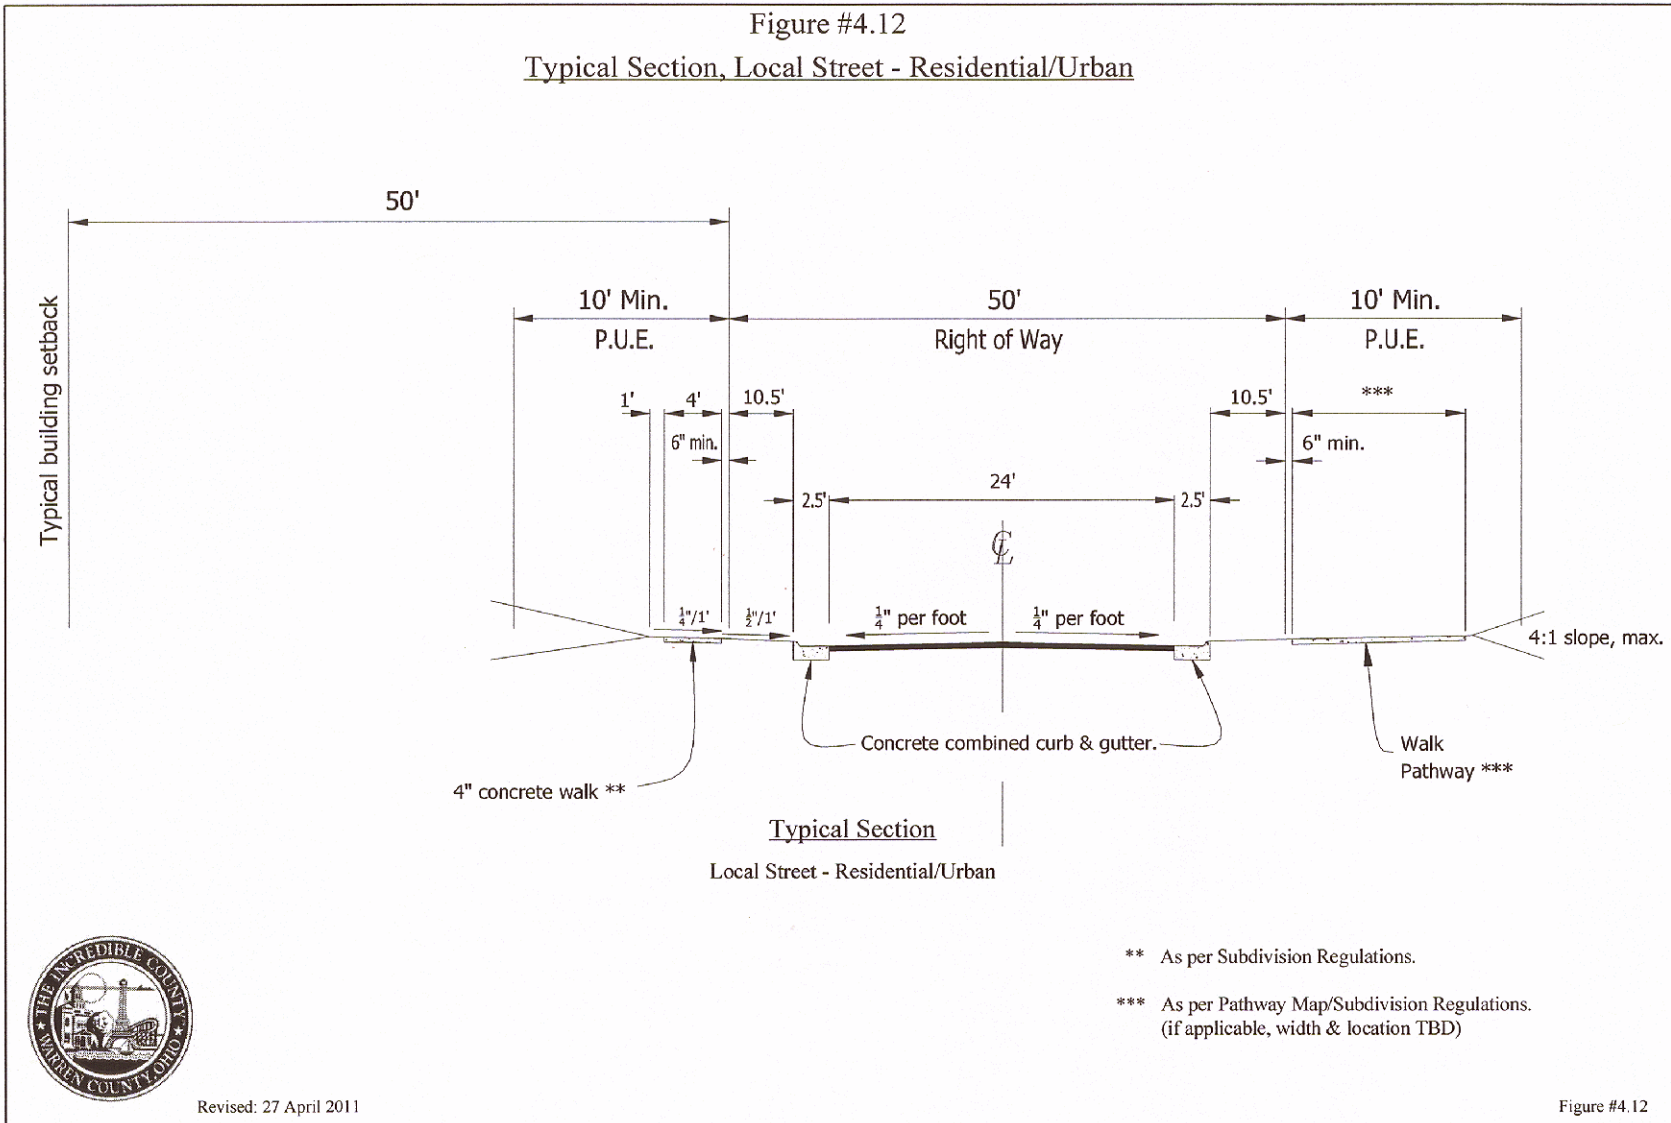 Figure #4.12
Typical Section, Local Street - Residential/Urban
50'
Typical building setback
10' Min.
P.U.E.
50'
Right of Way
10' Min.
P.U.E.
1'
4'
10.5'
10.5'
***
6" min.
6" min.
2.5'
24'
2.5'
CL
1/4"/1'
1/2"/1'
1/4" per foot
1/4" per foot
4:1 slope, max.
Concrete combined curb & gutter.
Walk
Pathway ***
4" concrete walk **
Typical Section
Local Street - Residential/Urban
** As per Subdivision Regulations.
*** As per Pathway Map/Subdivision Regulations.
(if applicable, width & location TBD)
THE INCREDIBLE COUNTY
WARREN COUNTY, OHIO
Revised: 27 April 2011
Figure #4.12